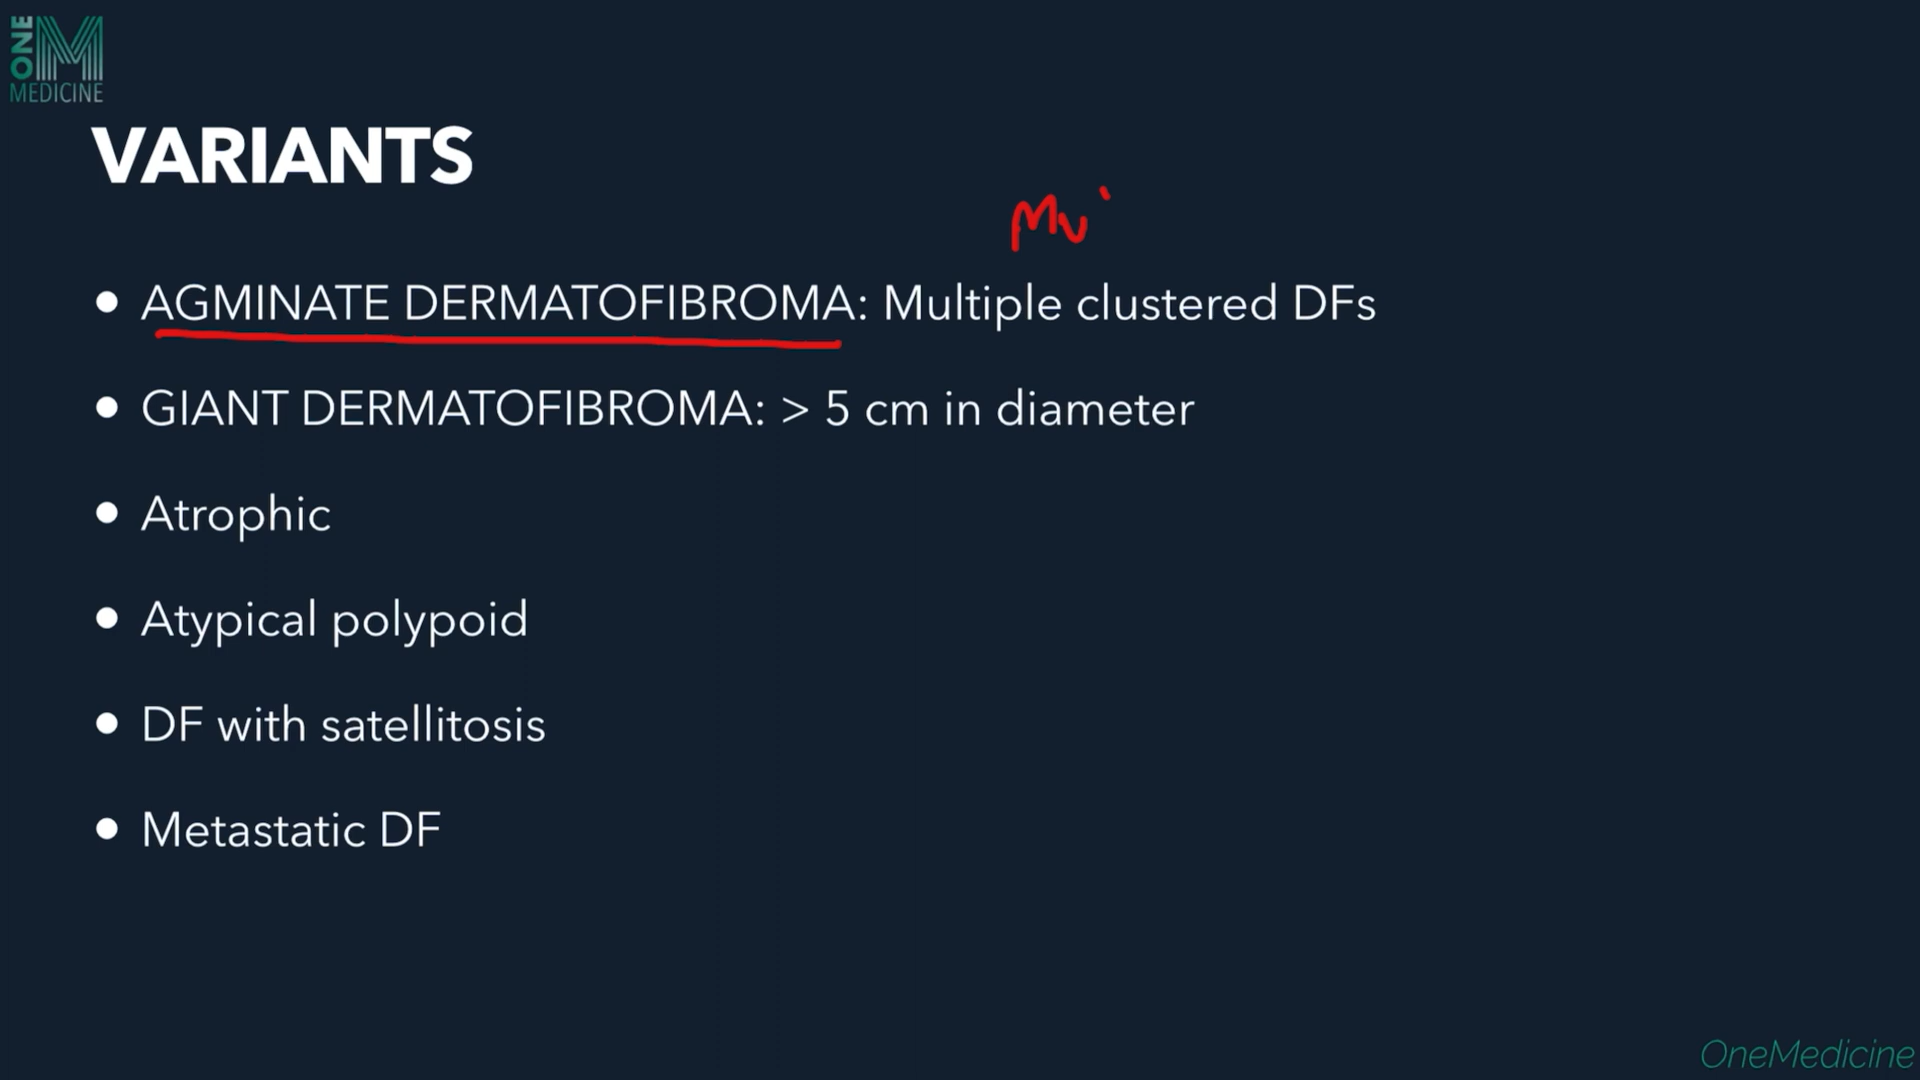 ONE
MEDICINE
VARIANTS
Mu
• AGMINATE DERMATOFIBROMA: Multiple clustered DFs
• GIANT DERMATOFIBROMA: > 5 cm in diameter
• Atrophic
• Atypical polypoid
• DF with satellitosis
• Metastatic DF
OneMedicine